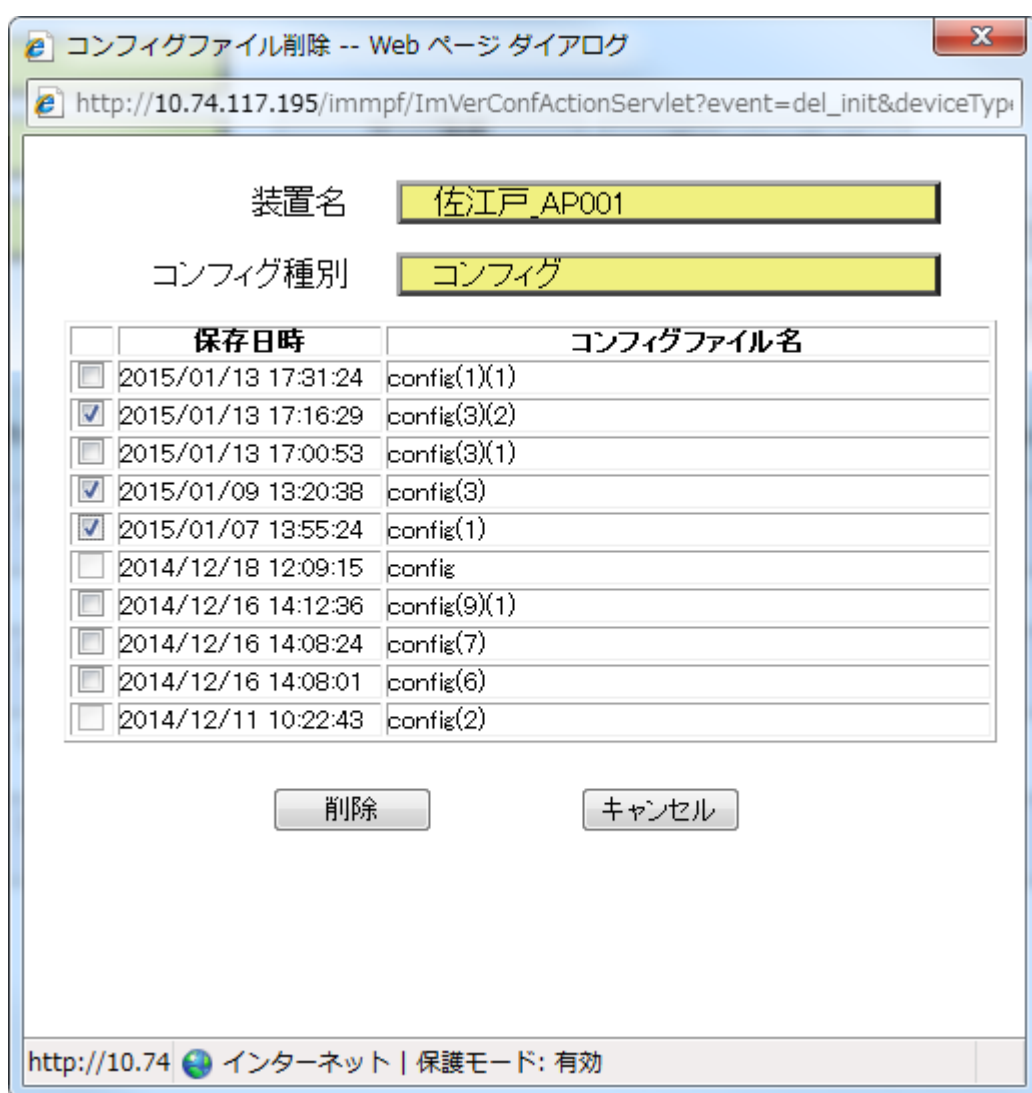 コンフィグファイル削除 -- Web ページ ダイアログ
http://10.74.117.195/immpf/ImVerConfActionServlet?event=del_init&deviceType
装置名 佐江戸_AP001
コンフィグ種別 コンフィグ
保存日時 コンフィグファイル名
2015/01/13 17:31:24 config(1)(1)
2015/01/13 17:16:29 config(3)(2)
2015/01/13 17:00:53 config(3)(1)
2015/01/09 13:20:38 config(3)
2015/01/07 13:55:24 config(1)
2014/12/18 12:09:15 config
2014/12/16 14:12:36 config(9)(1)
2014/12/16 14:08:24 config(7)
2014/12/16 14:08:01 config(6)
2014/12/11 10:22:43 config(2)
削除 キャンセル
http://10.74 インターネット | 保護モード: 有効